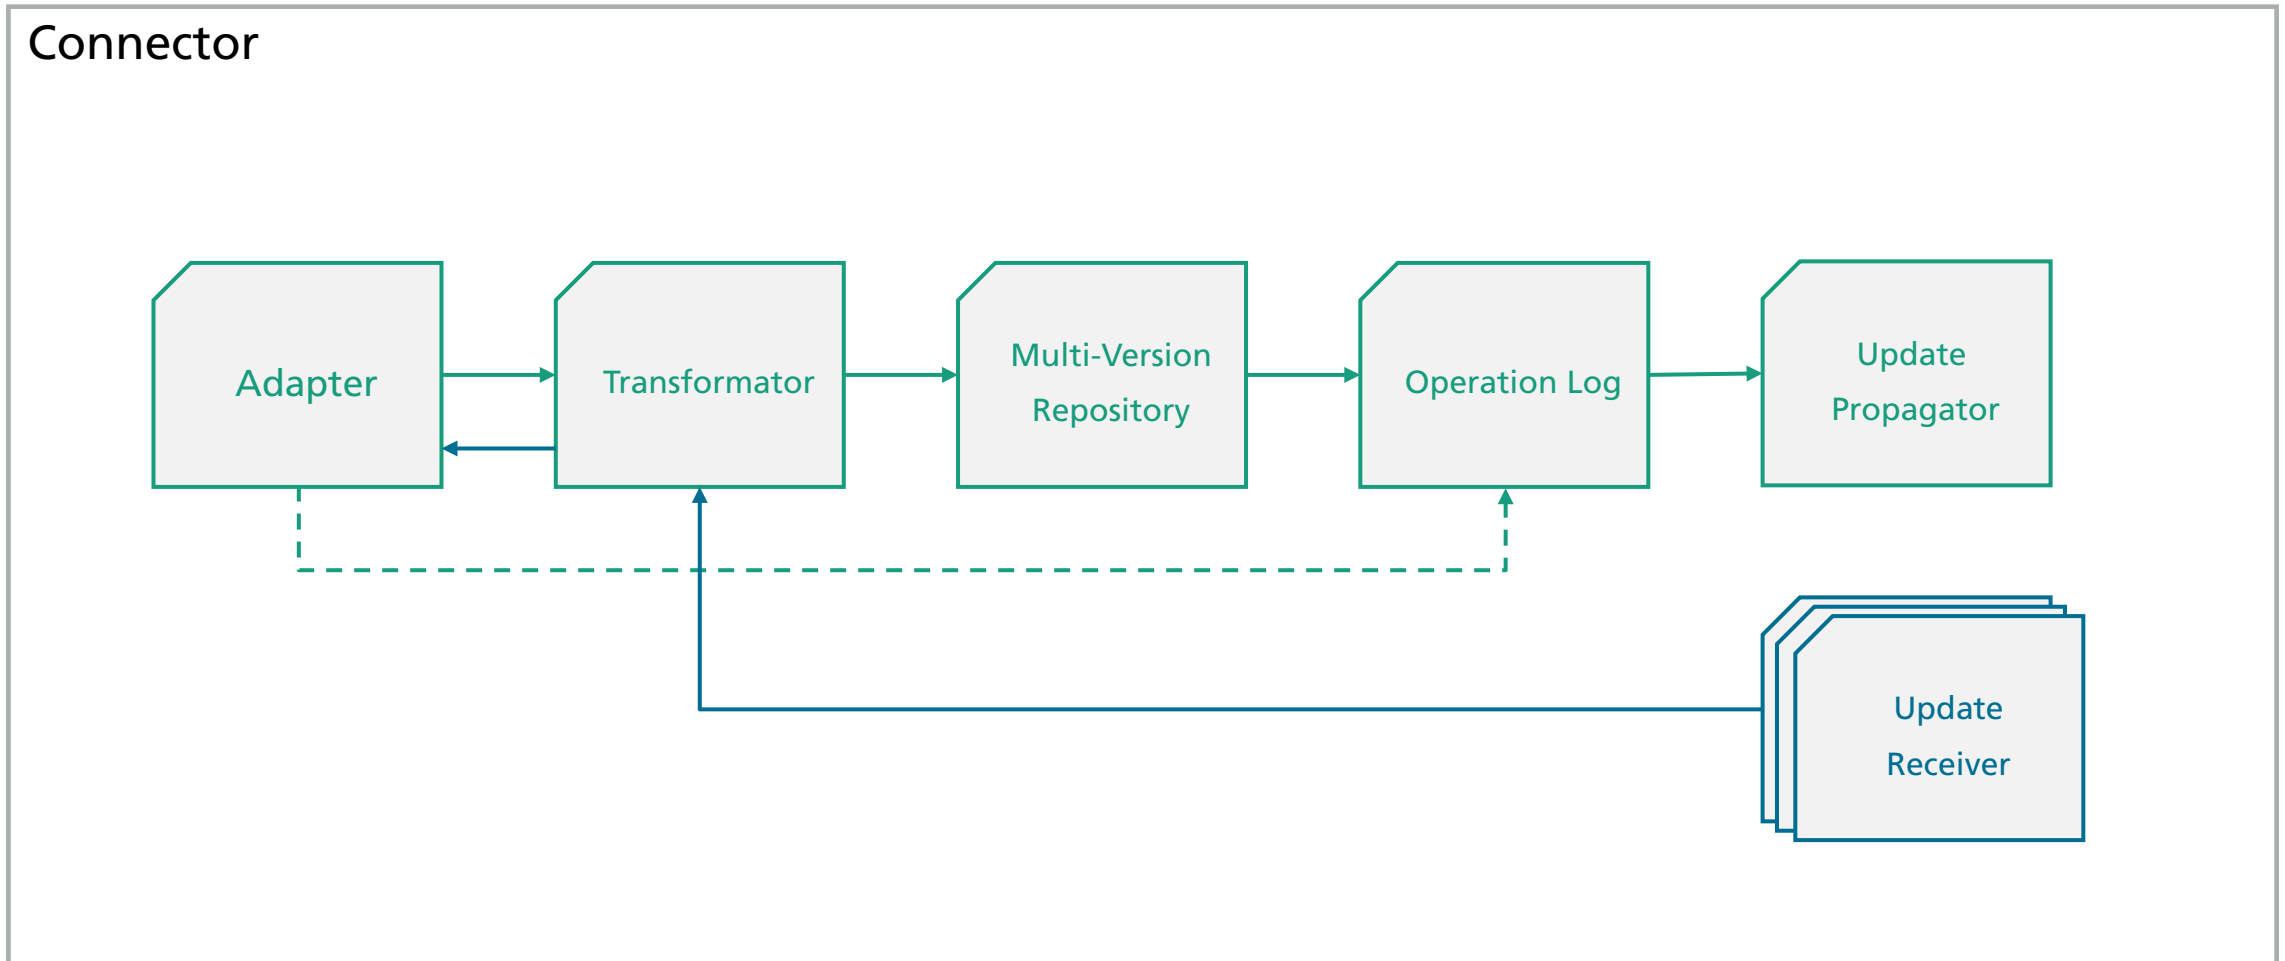 Connector
Adapter
Transformator
Multi-Version
Repository
Operation Log
Update
Propagator
Update
Receiver